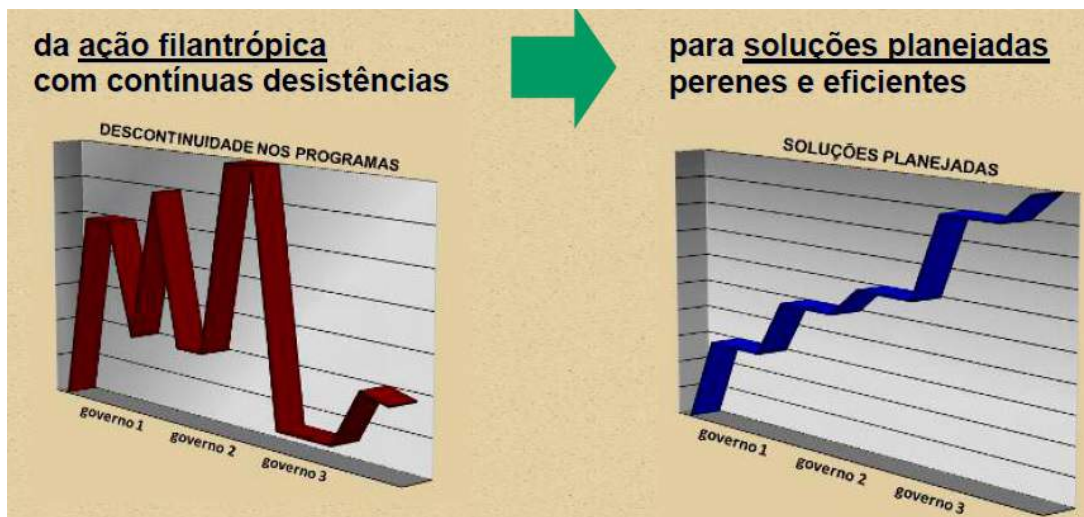 da ação filantrópica
com contínuas desistências
para soluções planejadas
perenes e eficientes
DESCONTINUIDADE NOS PROGRAMAS
governo 1
governo 2
governo 3
SOLUÇÕES PLANEJADAS
governo 1
governo 2
governo 3